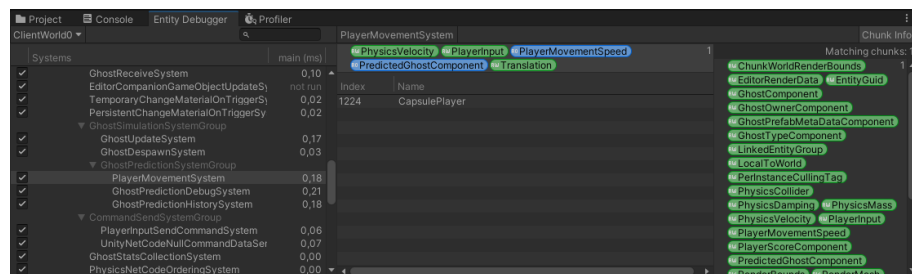 Project Console Entity Debugger Profiler
ClientWorld0 PlayerMovementSystem Chunk Info
Systems main (ms)
GhostReceiveSystem 0,10
EditorCompanionGameObjectUpdateSy not run
TemporaryChangeMaterialOnTriggerSy 0,02
PersistentChangeMaterialOnTriggerSy 0,02
GhostSimulationSystemGroup
GhostUpdateSystem 0,17
GhostDespawnSystem 0,03
GhostPredictionSystemGroup
PlayerMovementSystem 0,18
GhostPredictionDebugSystem 0,21
GhostPredictionHistorySystem 0,18
CommandSendSystemGroup
PlayerInputSendCommandSystem 0,06
UnityNetCodeNullCommandDataSer 0,07
GhostStatsCollectionSystem 0,00
PhysicsNetCodeOrderingSystem 0,00
PhysicsVelocity PlayerInput PlayerMovementSpeed 1
PredictedGhostComponent Translation
Index Name
1224 CapsulePlayer
Matching chunks: 1
ChunkWorldRenderBounds 1
EditorRenderData EntityGuid
GhostComponent
GhostOwnerComponent
GhostPrefabMetaDataComponent
GhostTypeComponent
LinkedEntityGroup
LocalToWorld
PerInstanceCullingTag
PhysicsCollider
PhysicsDamping PhysicsMass
PhysicsVelocity PlayerInput
PlayerMovementSpeed
PlayerScoreComponent
PredictedGhostComponent
RenderBounds RenderMesh